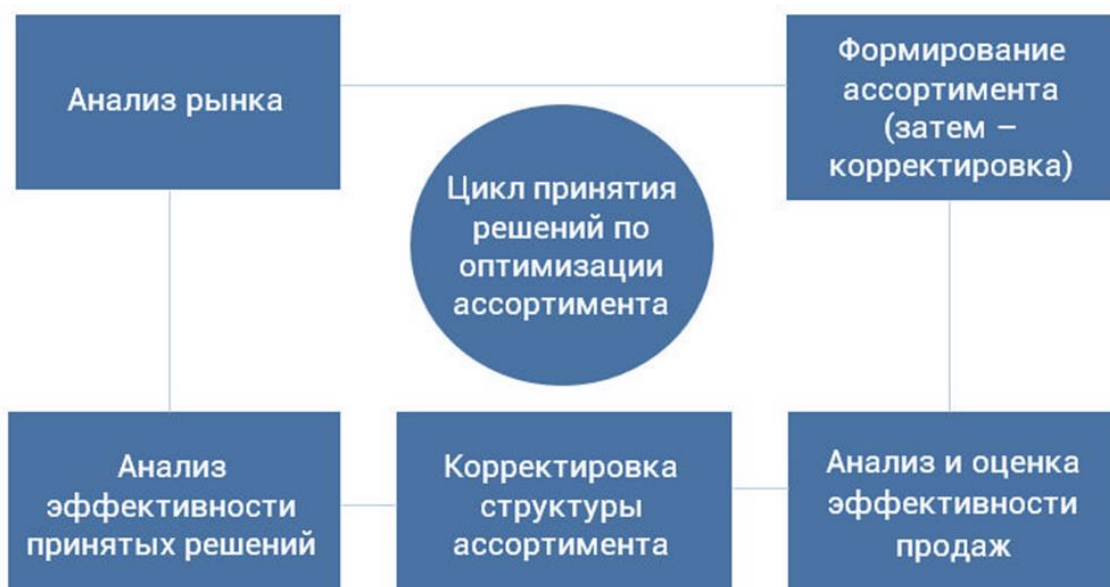 Анализ рынка
Формирование
ассортимента
(затем –
корректировка)
Цикл принятия
решений по
оптимизации
ассортимента
Анализ
эффективности
принятых решений
Корректировка
структуры
ассортимента
Анализ и оценка
эффективности
продаж